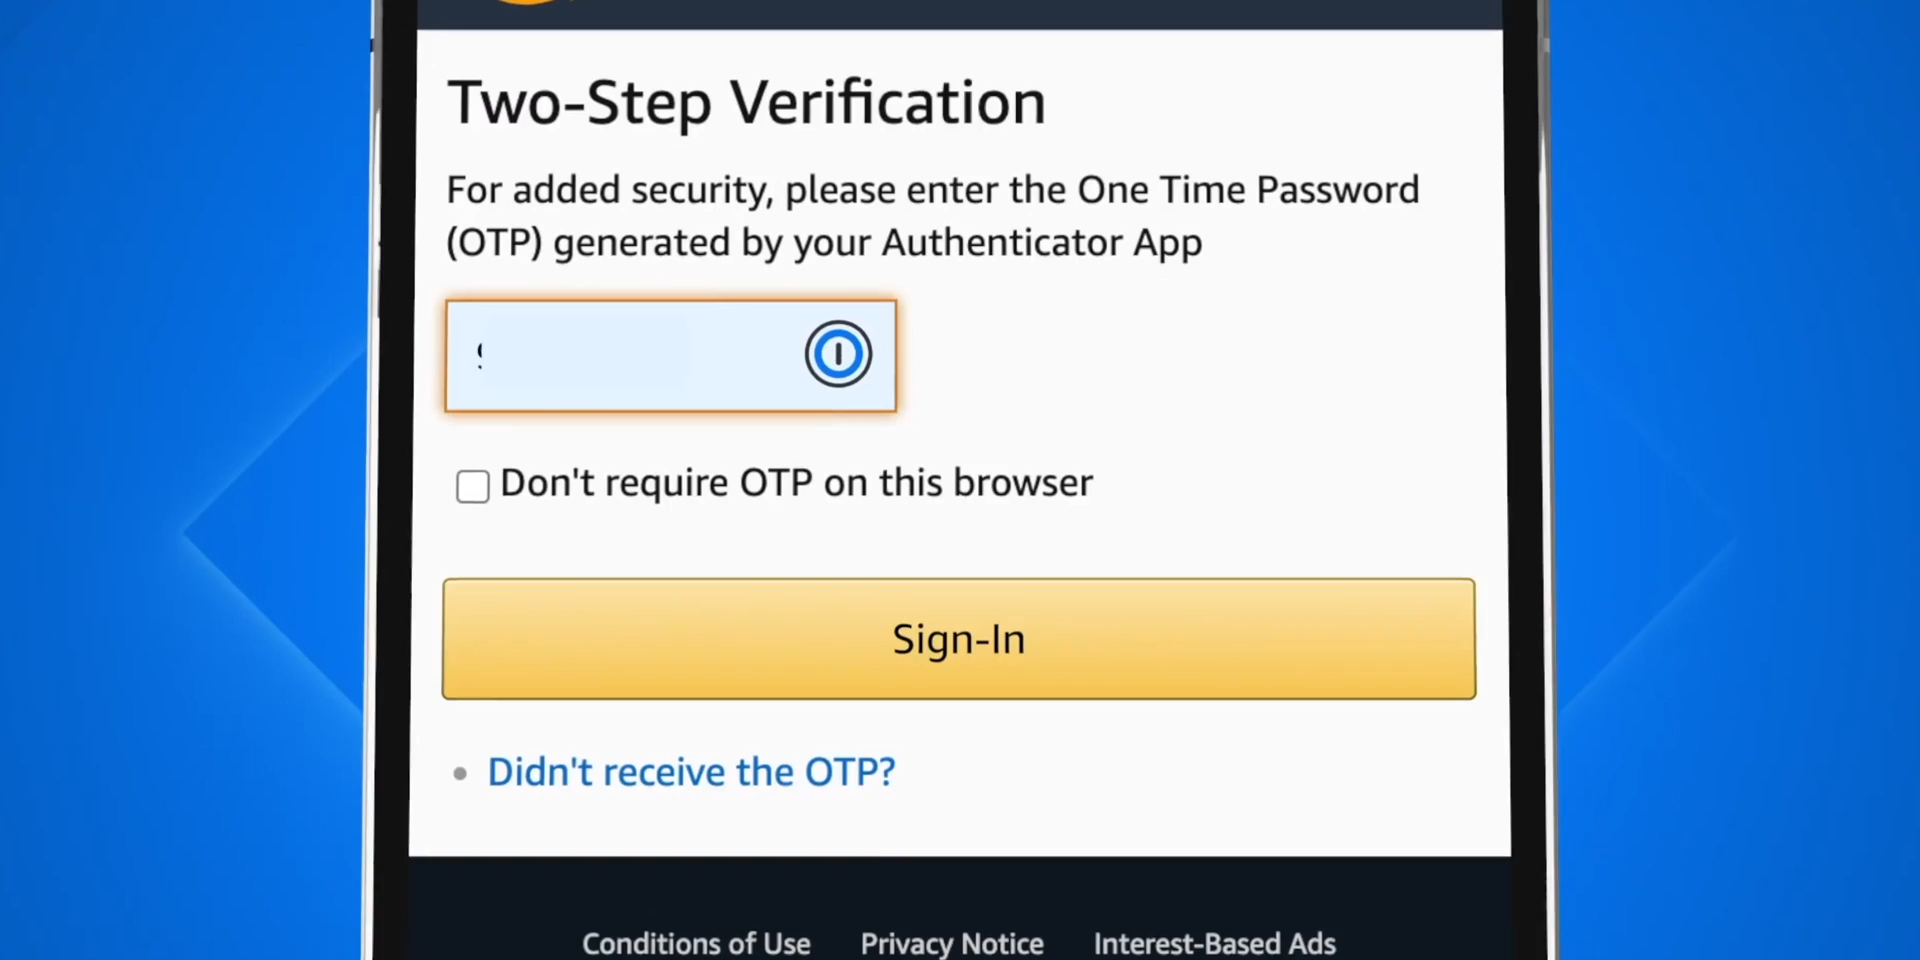 Two-Step Verification
For added security, please enter the One Time Password
(OTP) generated by your Authenticator App
Don't require OTP on this browser
Sign-In
Didn't receive the OTP?
Conditions of Use Privacy Notice Interest-Based Ads